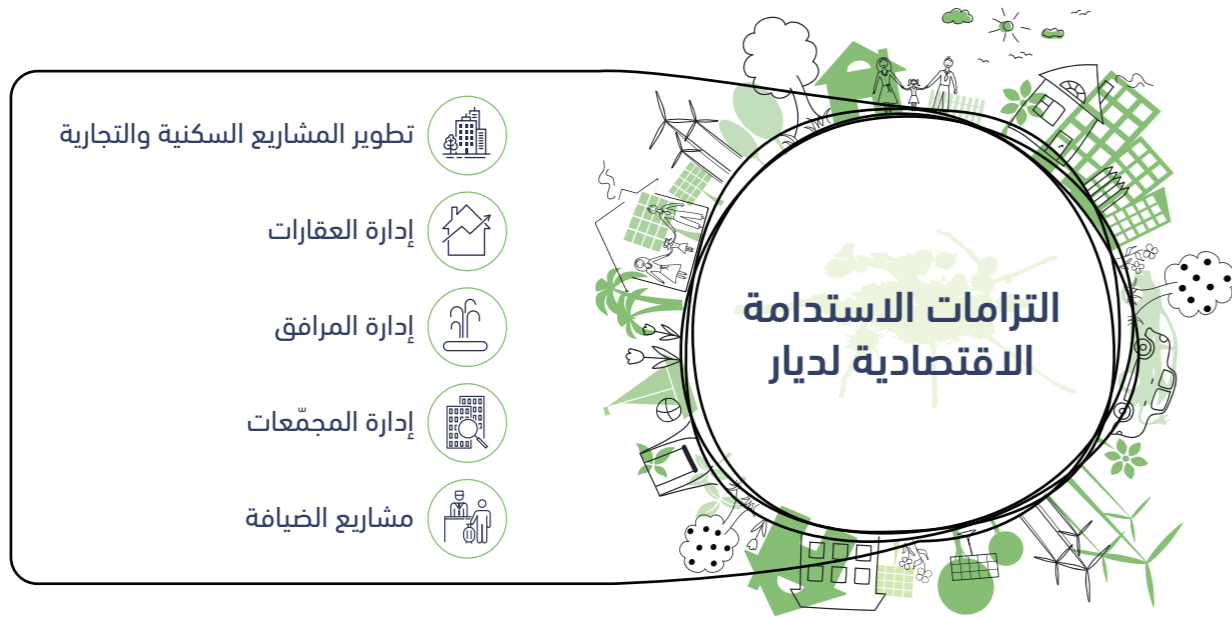 التزامات الاستدامة
الاقتصادية لديار
تطوير المشاريع السكنية والتجارية
إدارة العقارات
إدارة المرافق
إدارة المجمّعات
مشاريع الضيافة